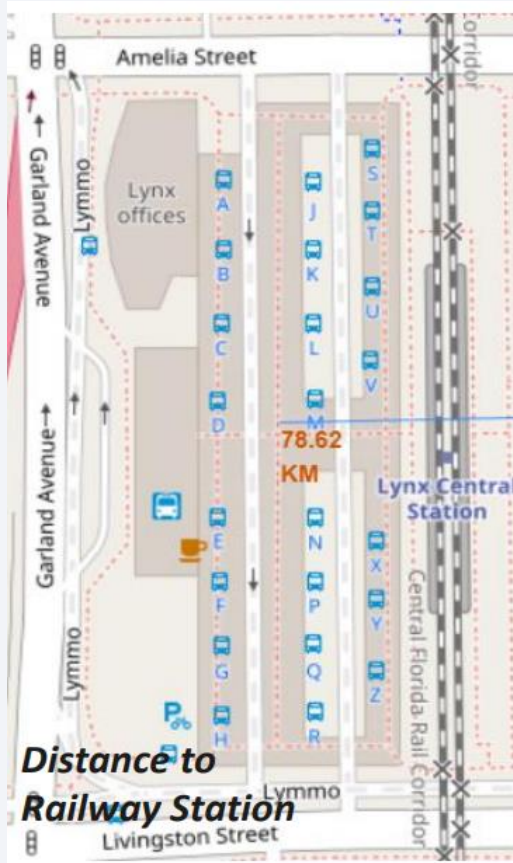 Corridor
Amelia Street
Garland Avenue
Lymmo
Lynx
offices
A
J
S
T
B
K
U
C
L
V
D
M
78.62
KM
Lynx Central
Station
Garland Avenue
E
N
X
F
P
Y
G
Q
Z
H
R
Lymmo
P
Central Florida Rail Corridor
Distance to
Railway Station
Lymmo
Livingston Street